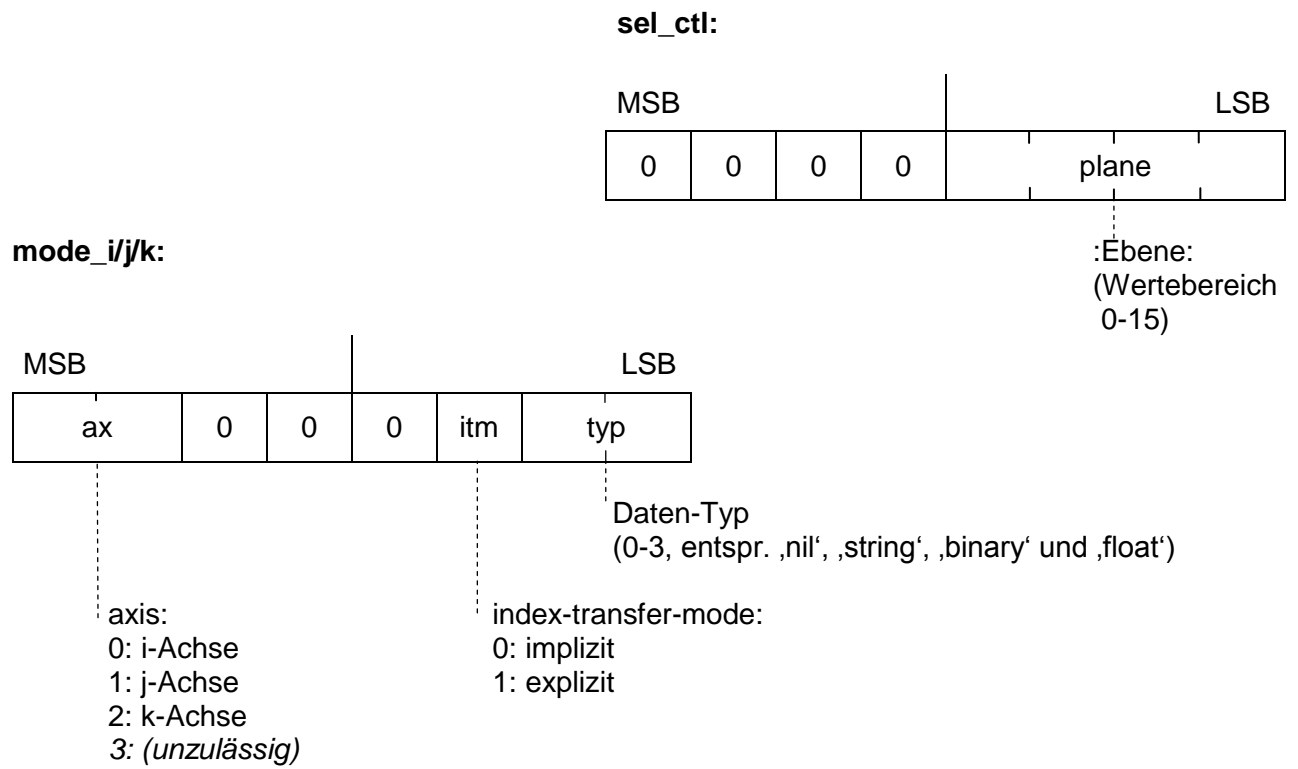 sel_ctl:
MSB LSB
0 0 0 0 plane
:Ebene:
(Wertebereich
0-15)
mode_i/j/k:
MSB LSB
ax 0 0 0 itm typ
Daten-Typ
(0-3, entspr. ‚nil‘, ‚string‘, ‚binary‘ und ‚float‘)
axis:
0: i-Achse
1: j-Achse
2: k-Achse
3: (unzulässig)
index-transfer-mode:
0: implizit
1: explizit